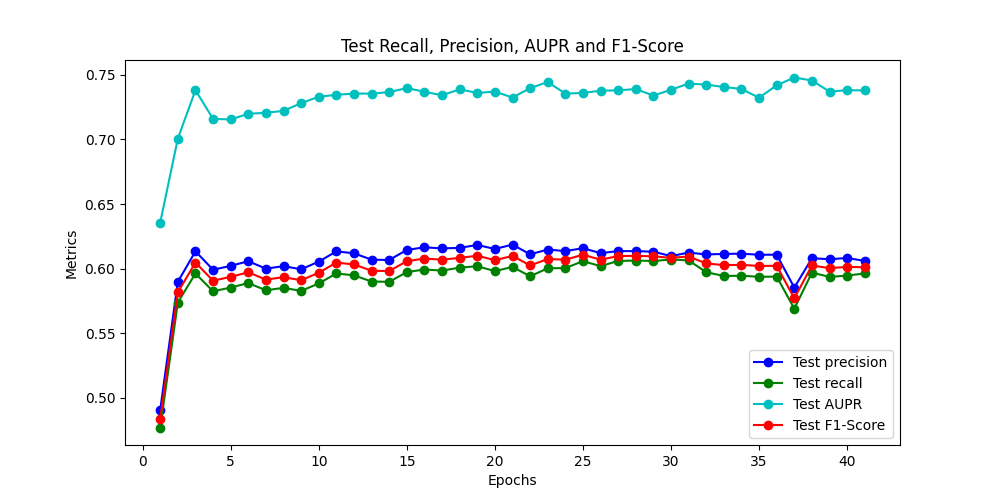 Test Recall, Precision, AUPR and F1-Score
Metrics
0.75
0.70
0.65
0.60
0.55
0.50
0 5 10 15 20 25 30 35 40
Epochs
Test precision
Test recall
Test AUPR
Test F1-Score